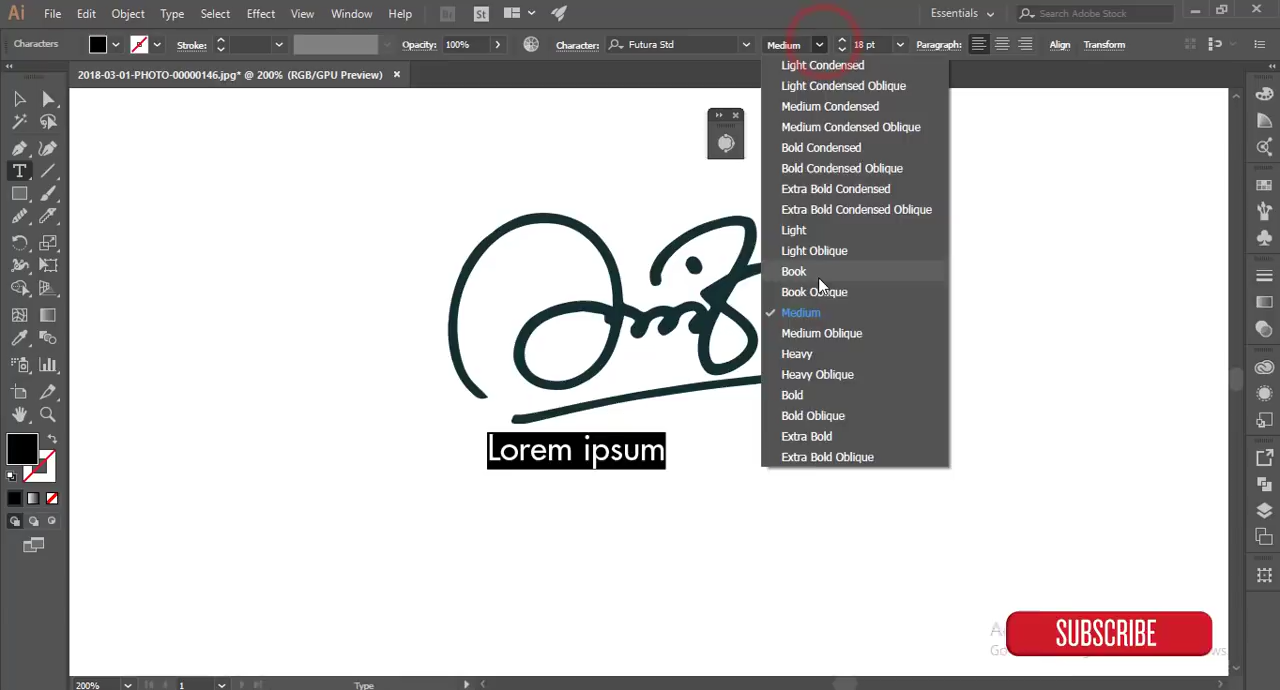 Ai File Edit Object Type Select Effect View Window Help Br St Essentials Search Adobe Stock
Characters Stroke: Opacity: 100% Character: Futura Std Medium 18 pt Paragraph: Align Transform
2018-03-01-PHOTO-00000146.jpg* @ 200% (RGB/GPU Preview)
Light Condensed
Light Condensed Oblique
Medium Condensed
Medium Condensed Oblique
Bold Condensed
Bold Condensed Oblique
Extra Bold Condensed
Extra Bold Condensed Oblique
Light
Light Oblique
Book
Book Oblique
Medium
Medium Oblique
Heavy
Heavy Oblique
Bold
Bold Oblique
Extra Bold
Extra Bold Oblique
Lorem ipsum
SUBSCRIBE
200% 1 Type